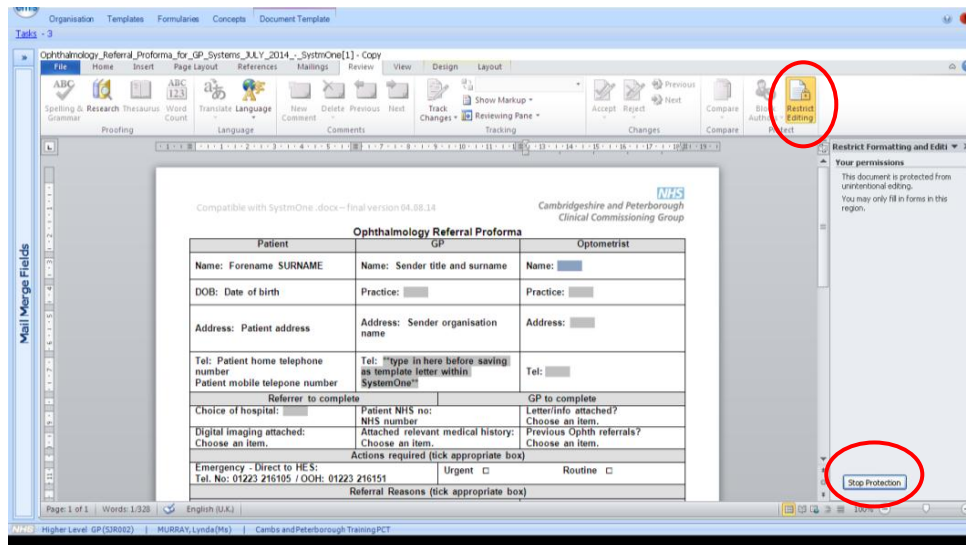 ems
Organisation Templates Formularies Concepts Document Template
Tasks - 3
Ophthalmology_Referral_Proforma_for_GP_Systems_JULY_2014_-_SystmOne[1] - Copy
File Home Insert Page Layout References Mailings Review View Design Layout
ABC ABC 123
Spelling & Grammar Research Thesaurus Word Count Translate Language New Comment Delete Previous Next Track Changes Show Markup Reviewing Pane Accept Reject Previous Next Compare Block Authors Restrict Editing
Proofing Language Comments Tracking Changes Compare Protect
Restrict Formatting and Editi
Your permissions
This document is protected from
unintentional editing.
You may only fill in forms in this
region.
Mail Merge Fields
NHS
Compatible with SystmOne .docx – final version 04.08.14
Cambridgeshire and Peterborough
Clinical Commissioning Group
Ophthalmology Referral Proforma
Patient GP Optometrist
Name: Forename SURNAME Name: Sender title and surname Name:
DOB: Date of birth Practice: Practice:
Address: Patient address Address: Sender organisation name Address:
Tel: Patient home telephone number
Patient mobile telepone number
Tel: **type in here before saving
as template letter within
SystemOne**
Tel:
Referrer to complete GP to complete
Choice of hospital: Patient NHS no: Letter/info attached?
NHS number Choose an item.
Digital imaging attached: Attached relevant medical history: Previous Ophth referrals?
Choose an item. Choose an item. Choose an item.
Actions required (tick appropriate box)
Emergency - Direct to HES: Urgent □ Routine □
Tel. No: 01223 216105 / OOH: 01223 216151
Referral Reasons (tick appropriate box)
Stop Protection
Page: 1 of 1 Words: 1/328 English (U.K.) 100%
NHS Higher Level GP (SJR002) | MURRAY, Lynda (Ms) | Cambs and Peterborough Training PCT